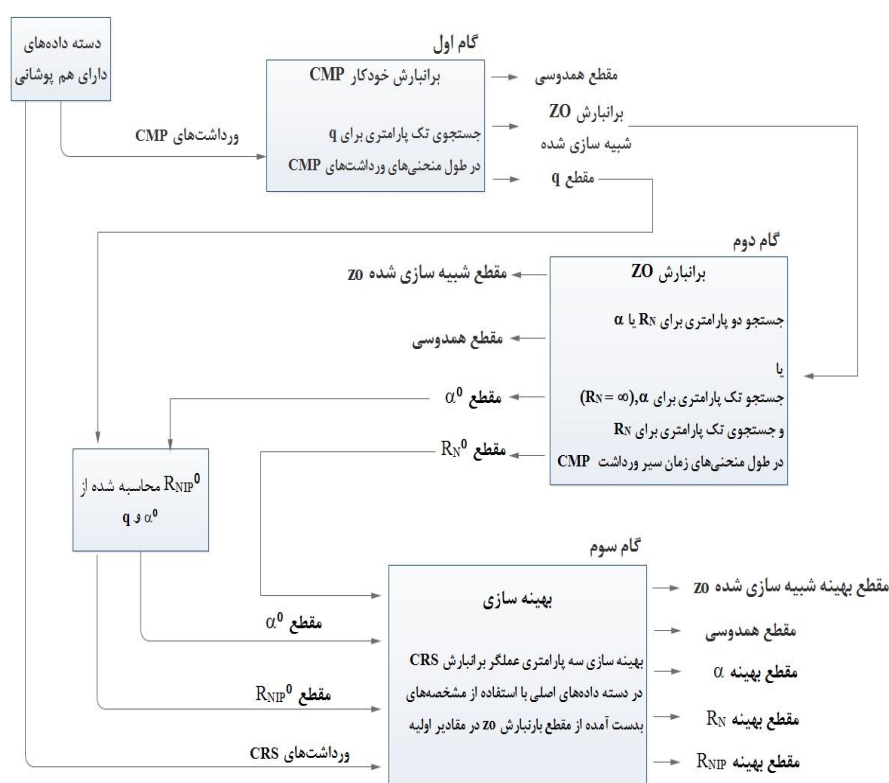 دسته داده‌های
دارای هم پوشانی
گام اول
برانبارش خودکار CMP
جستجوی تک پارامتری برای q
در طول منحنی‌های ورداشت‌های CMP
ورداشت‌های CMP
مقطع همدوسی
برانبارش ZO
شبیه سازی شده
مقطع q
گام دوم
برانبارش ZO
جستجو دو پارامتری برای RN یا α
یا
جستجو تک پارامتری برای α,(RN = ∞)
و جستجوی تک پارامتری برای RN
در طول منحنی‌های زمان سیر ورداشت CMP
مقطع شبیه سازی شده zo
مقطع همدوسی
مقطع α⁰
مقطع RN⁰
RNIP⁰ محاسبه شده از
α⁰ و q
گام سوم
بهینه سازی
بهینه سازی سه پارامتری عملگر برانبارش CRS
در دسته داده‌های اصلی با استفاده از مشخصه‌های
بدست آمده از مقطع بارنبارش zo در مقادیر اولیه
مقطع α⁰
مقطع RNIP⁰
ورداشت‌های CRS
مقطع بهینه شبیه سازی شده zo
مقطع همدوسی
مقطع بهینه α
مقطع بهینه RN
مقطع بهینه RNIP